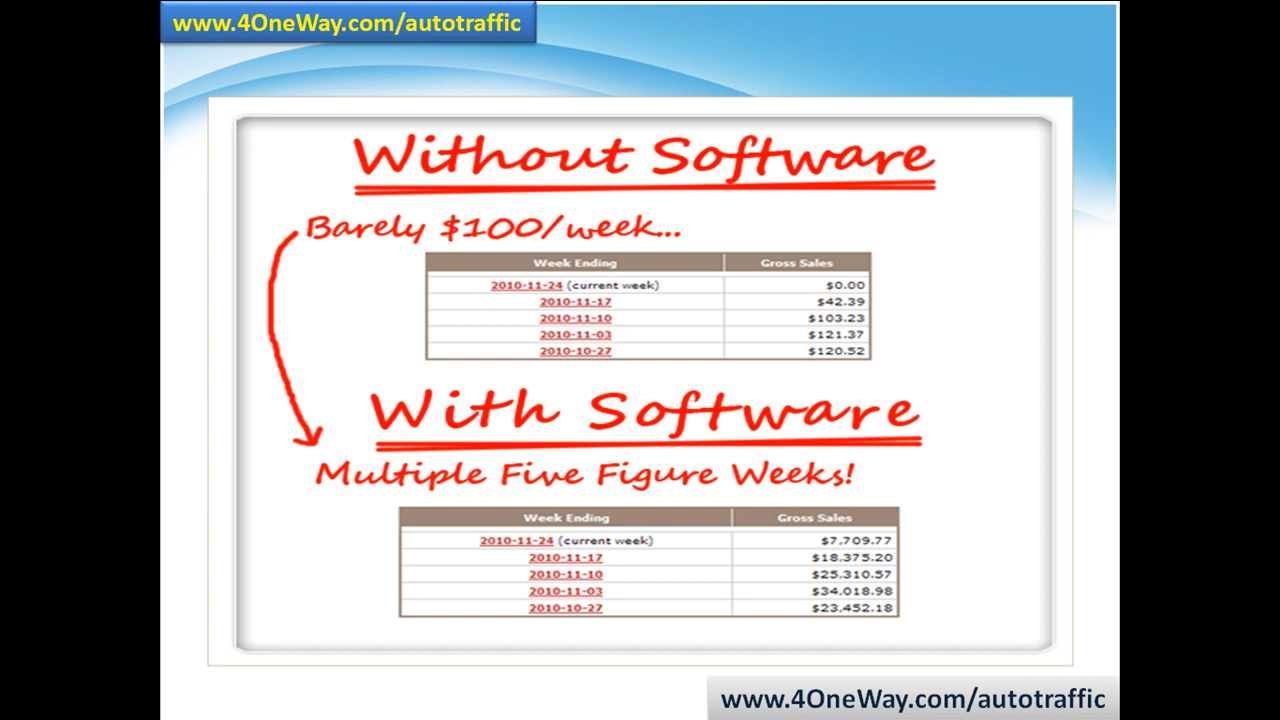 www.4OneWay.com/autotraffic
Without Software
Barely $100/week...
Week Ending Gross Sales
2010-11-24 (current week) $0.00
2010-11-17 $42.39
2010-11-10 $103.23
2010-11-03 $121.37
2010-10-27 $120.52
With Software
Multiple Five Figure Weeks!
Week Ending Gross Sales
2010-11-24 (current week) $7,709.77
2010-11-17 $18,375.20
2010-11-10 $25,310.57
2010-11-03 $34,018.98
2010-10-27 $23,452.18
www.4OneWay.com/autotraffic